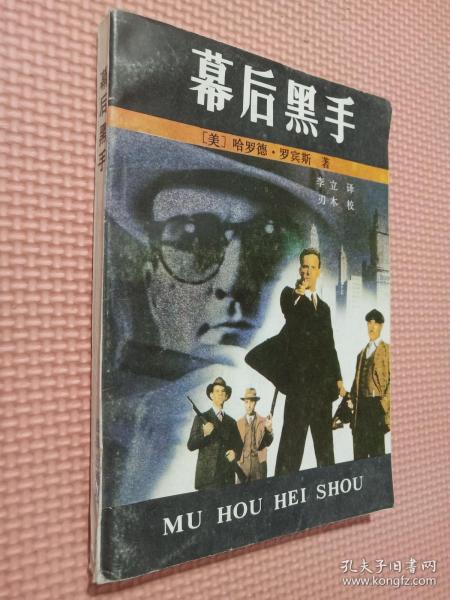 幕后黑手
[美]哈罗德·罗宾斯 著
李立 译
刃木 校
幕后黑手
MU HOU HEI SHOU
孔夫子旧书网
www.kongfz.com